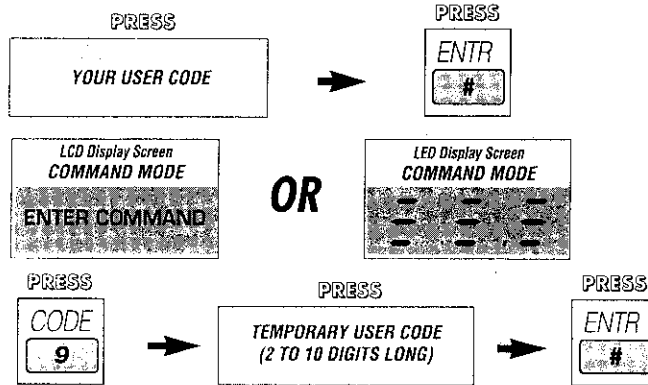 PRESS
PRESS
YOUR USER CODE
ENTR
#
LCD Display Screen
COMMAND MODE
ENTER COMMAND
OR
LED Display Screen
COMMAND MODE
PRESS
PRESS
PRESS
CODE
9
TEMPORARY USER CODE
(2 TO 10 DIGITS LONG)
ENTR
#